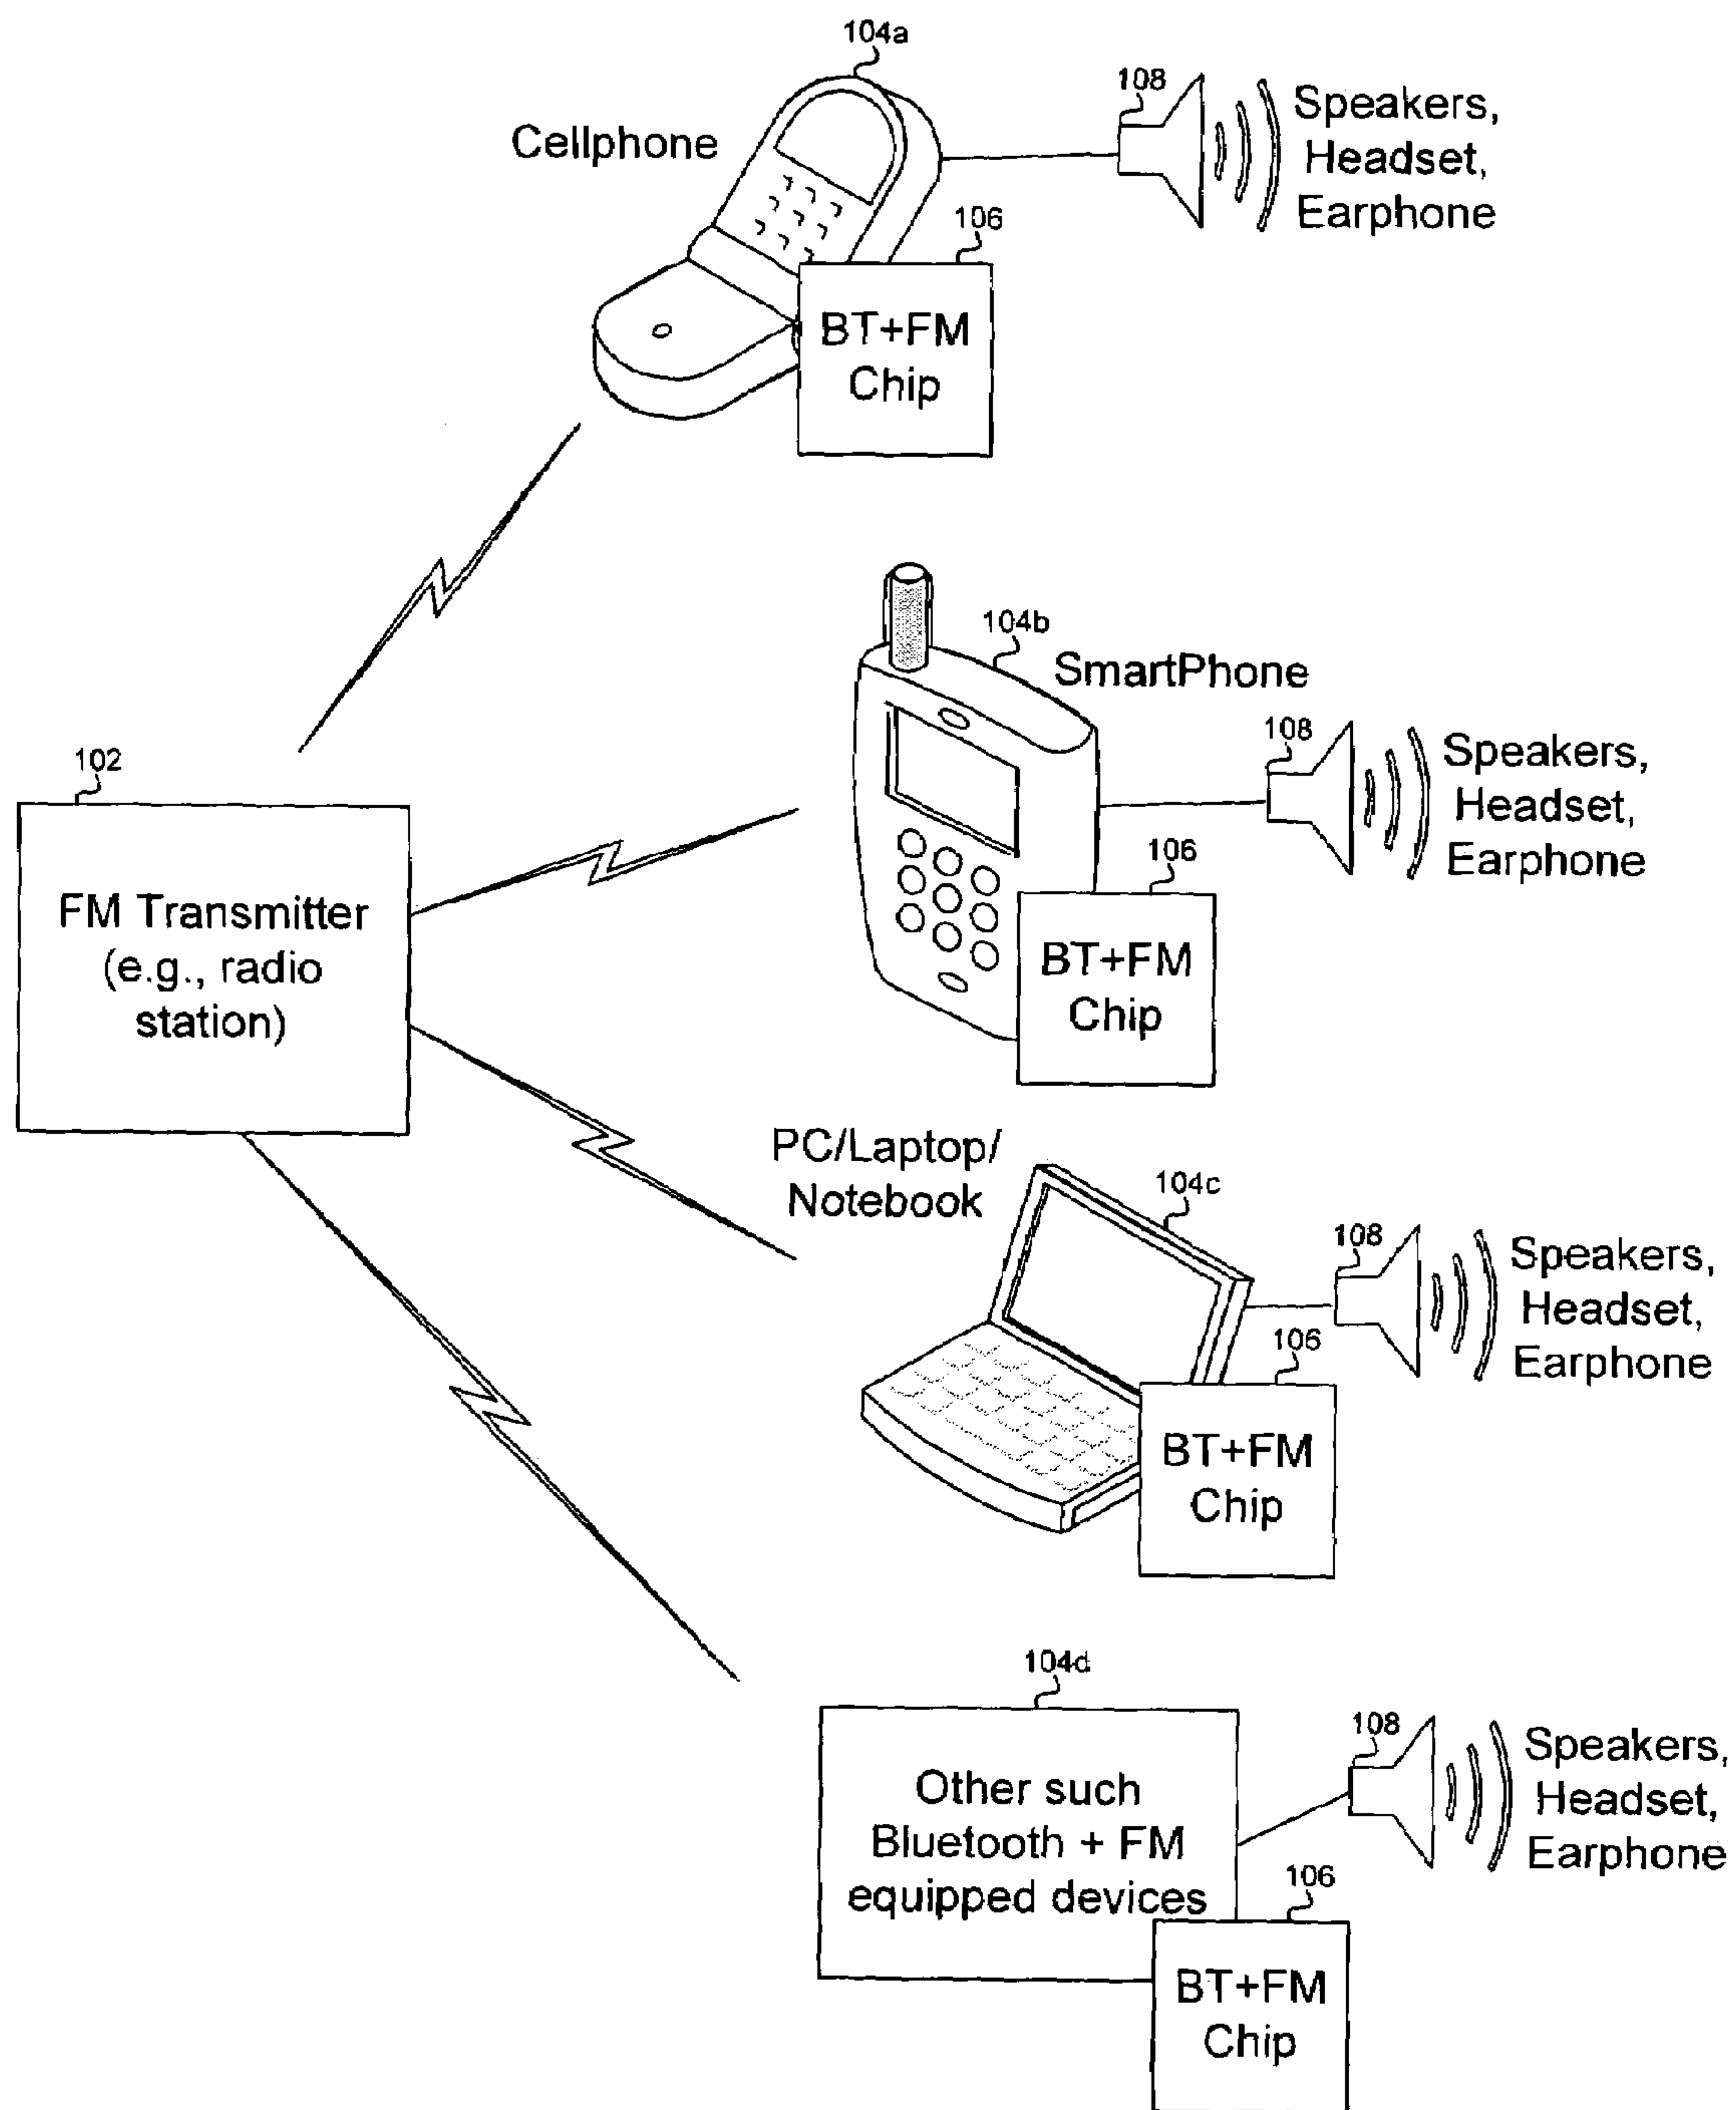 104a
Cellphone
108
Speakers,
Headset,
Earphone
106
BT+FM
Chip
104b
SmartPhone
108
Speakers,
Headset,
Earphone
106
BT+FM
Chip
102
FM Transmitter
(e.g., radio
station)
PC/Laptop/
Notebook
104c
108
Speakers,
Headset,
Earphone
106
BT+FM
Chip
104d
Other such
Bluetooth + FM
equipped devices
108
Speakers,
Headset,
Earphone
106
BT+FM
Chip